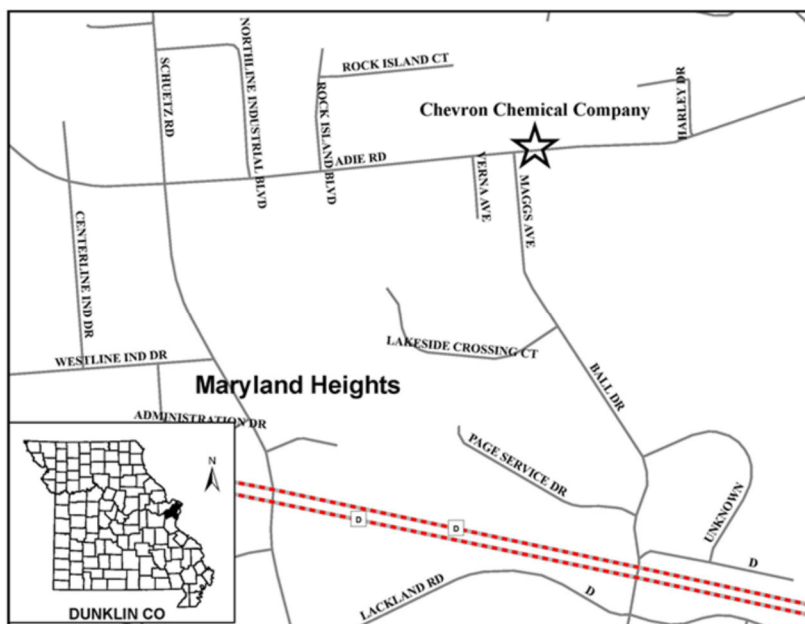 ROCK ISLAND CT
SCHUETZ RD
NORTHLINE INDUSTRIAL BLVD
ROCK ISLAND BLVD
Chevron Chemical Company
HARLEY DR
ADIE RD
VERNA AVE
MAGGS AVE
CENTERLINE IND DR
LAKESIDE CROSSING CT
WESTLINE IND DR
Maryland Heights
BALL DR
ADMINISTRATION DR
PAGE SERVICE DR
UNKNOWN
N
D
D
D
D
LACKLAND RD
DUNKLIN CO